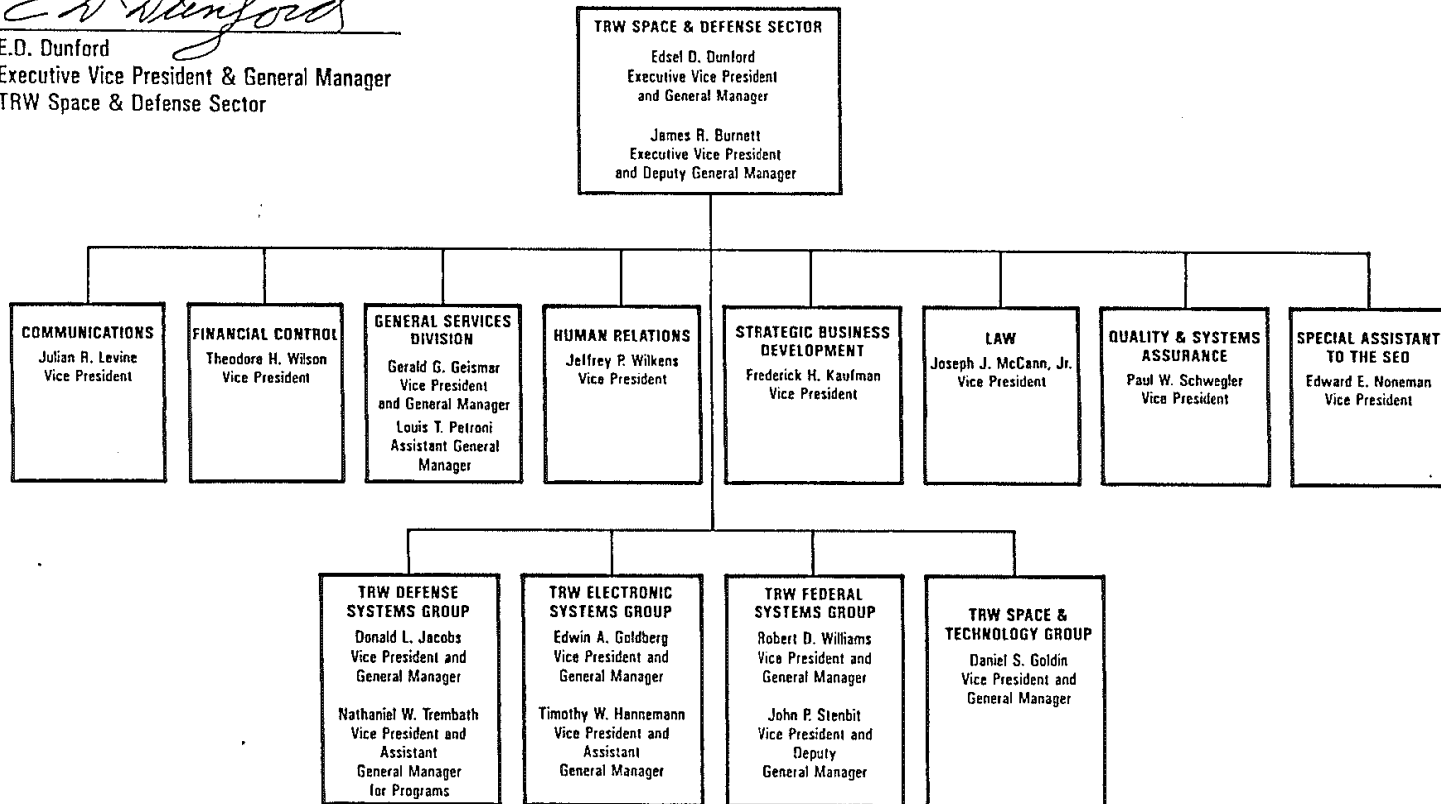 E D Dunford
E.D. Dunford
Executive Vice President & General Manager
TRW Space & Defense Sector
TRW SPACE & DEFENSE SECTOR
Edsel D. Dunford
Executive Vice President
and General Manager
James R. Burnett
Executive Vice President
and Deputy General Manager
COMMUNICATIONS
Julian R. Levine
Vice President
FINANCIAL CONTROL
Theodore H. Wilson
Vice President
GENERAL SERVICES
DIVISION
Gerald G. Geismar
Vice President
and General Manager
Louis T. Petroni
Assistant General
Manager
HUMAN RELATIONS
Jeffrey P. Wilkens
Vice President
STRATEGIC BUSINESS
DEVELOPMENT
Frederick H. Kaufman
Vice President
LAW
Joseph J. McCann, Jr.
Vice President
QUALITY & SYSTEMS
ASSURANCE
Paul W. Schwegler
Vice President
SPECIAL ASSISTANT
TO THE SEO
Edward E. Noneman
Vice President
TRW DEFENSE
SYSTEMS GROUP
Donald L. Jacobs
Vice President and
General Manager
Nathaniel W. Trembath
Vice President and
Assistant
General Manager
for Programs
TRW ELECTRONIC
SYSTEMS GROUP
Edwin A. Goldberg
Vice President and
General Manager
Timothy W. Hannemann
Vice President and
Assistant
General Manager
TRW FEDERAL
SYSTEMS GROUP
Robert D. Williams
Vice President and
General Manager
John P. Stenbit
Vice President and
Deputy
General Manager
TRW SPACE &
TECHNOLOGY GROUP
Daniel S. Goldin
Vice President and
General Manager